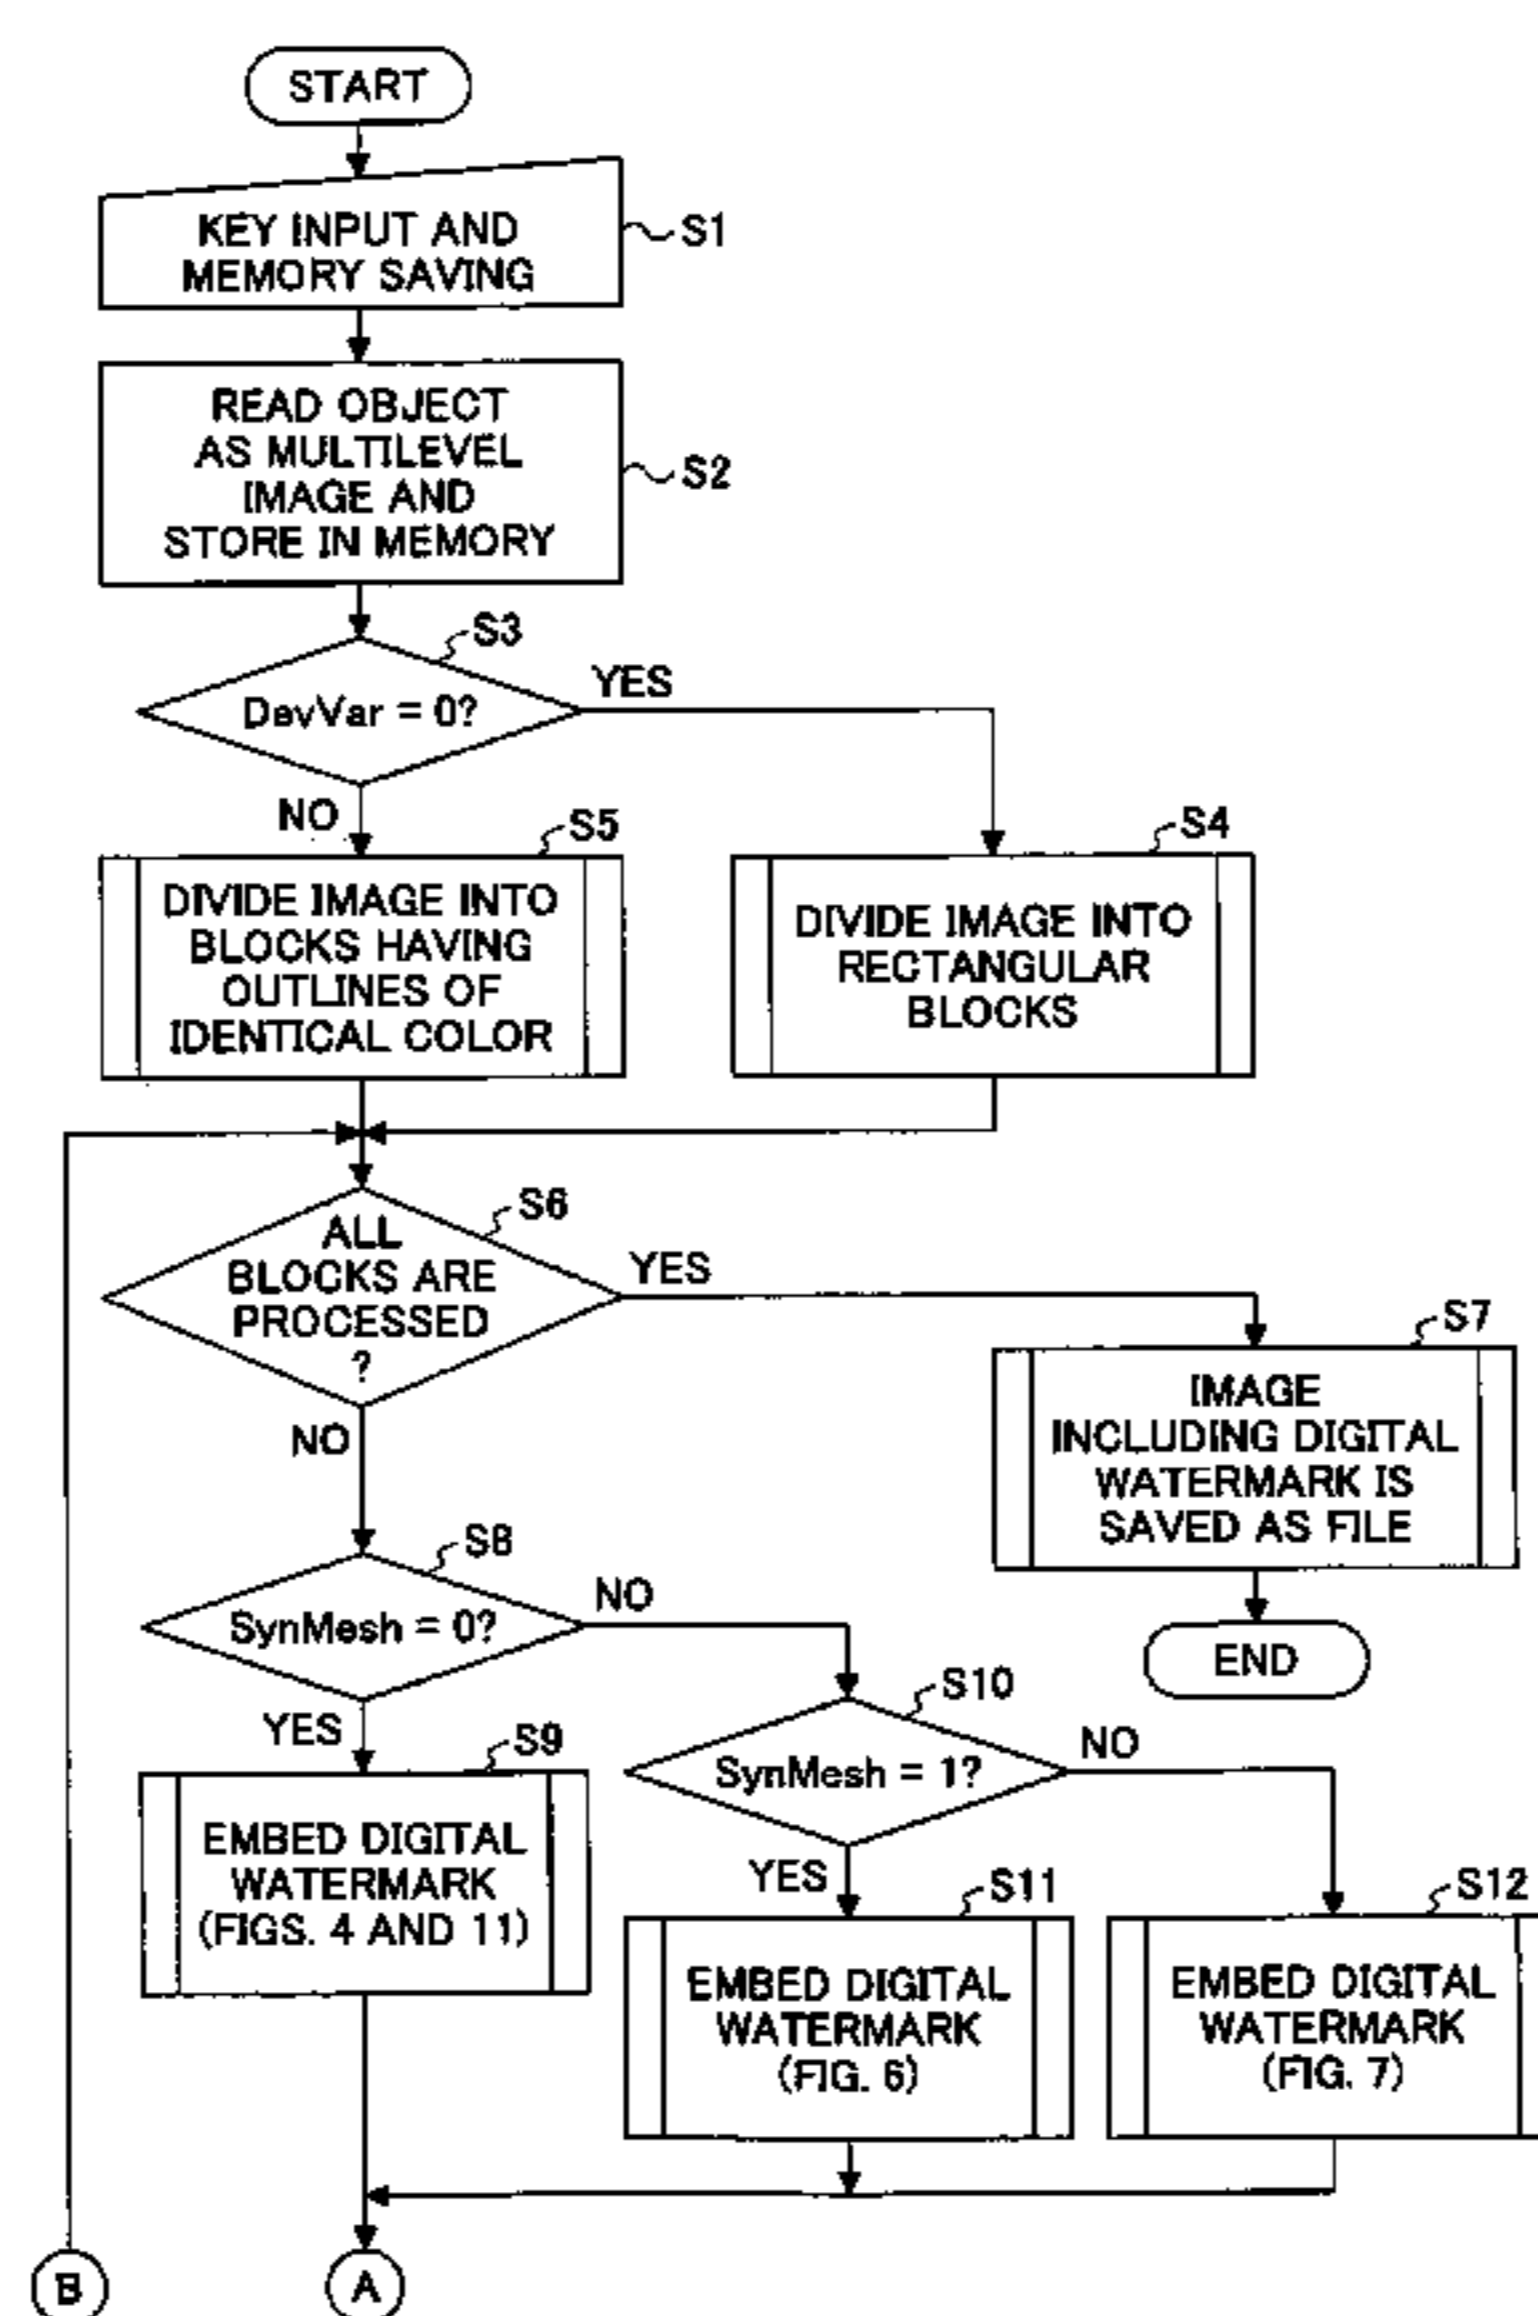 START
KEY INPUT AND
MEMORY SAVING
S1
READ OBJECT
AS MULTILEVEL
IMAGE AND
STORE IN MEMORY
S2
S3
DevVar = 0?
YES
NO
S5
DIVIDE IMAGE INTO
BLOCKS HAVING
OUTLINES OF
IDENTICAL COLOR
S4
DIVIDE IMAGE INTO
RECTANGULAR
BLOCKS
S6
ALL
BLOCKS ARE
PROCESSED
?
YES
NO
S7
IMAGE
INCLUDING DIGITAL
WATERMARK IS
SAVED AS FILE
END
S8
SynMesh = 0?
NO
YES
S9
EMBED DIGITAL
WATERMARK
(FIGS. 4 AND 11)
S10
SynMesh = 1?
NO
YES
S11
EMBED DIGITAL
WATERMARK
(FIG. 6)
S12
EMBED DIGITAL
WATERMARK
(FIG. 7)
B
A